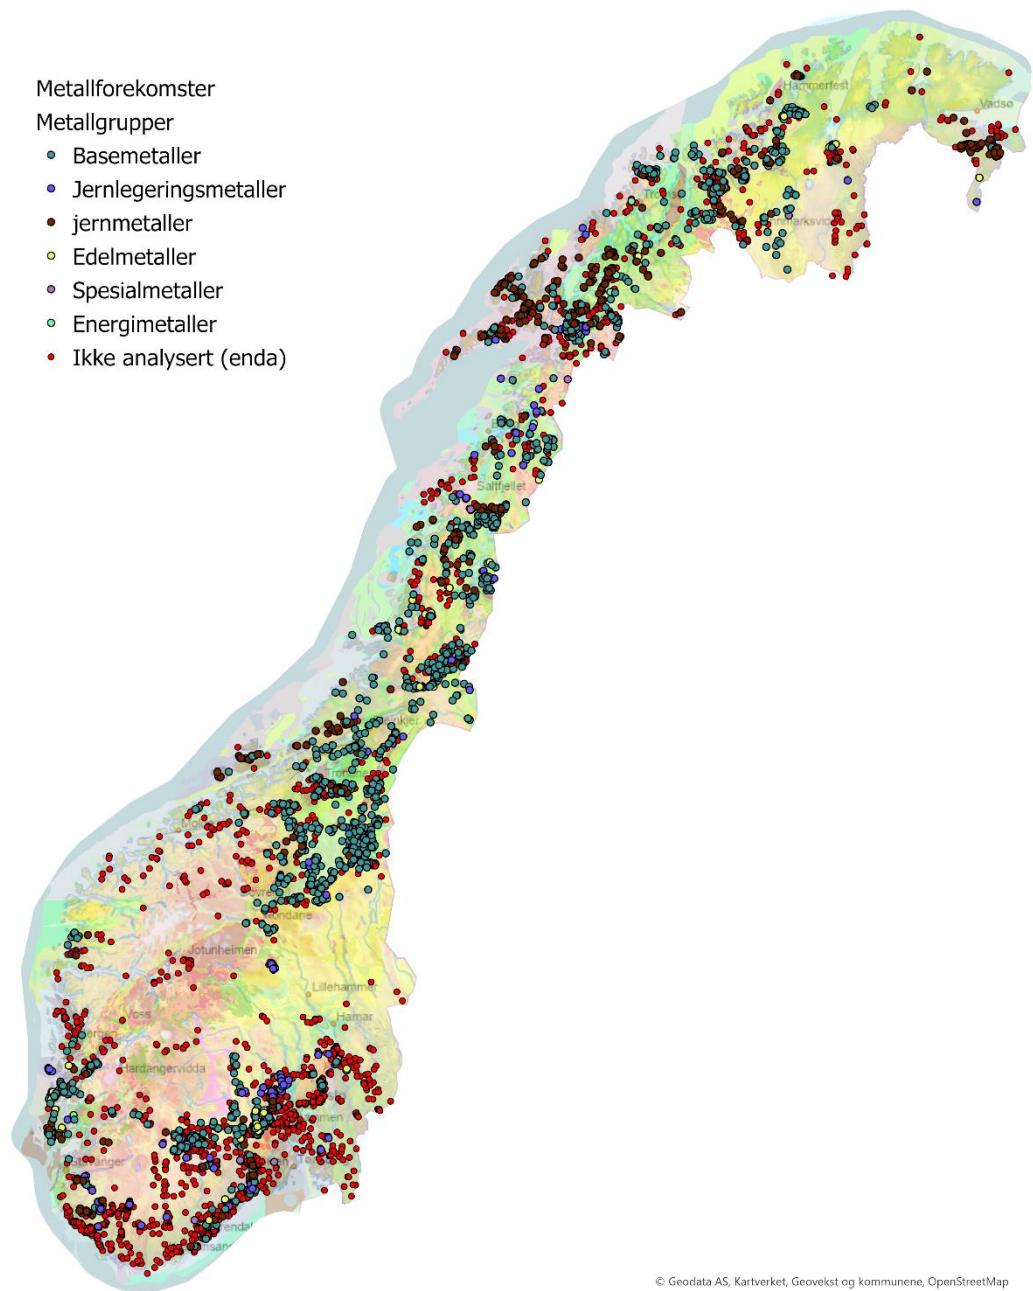 Metallforekomster
Metallgrupper
Basemetaller
Jernlegeringsmetaller
jernmetaller
Edelmetaller
Spesialmetaller
Energimetaller
Ikke analysert (enda)
Hammerfest
Vadsø
Saltfjellet
Rondane
Jotunheimen
Lillehammer
Hamar
Voss
Hardangervidda
© Geodata AS, Kartverket, Geovekst og kommunene, OpenStreetMap